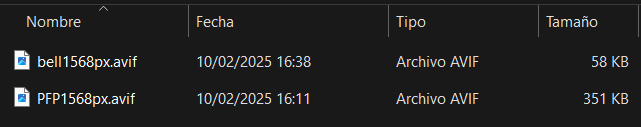 Nombre Fecha Tipo Tamaño
bell1568px.avif 10/02/2025 16:38 Archivo AVIF 58 KB
PFP1568px.avif 10/02/2025 16:11 Archivo AVIF 351 KB